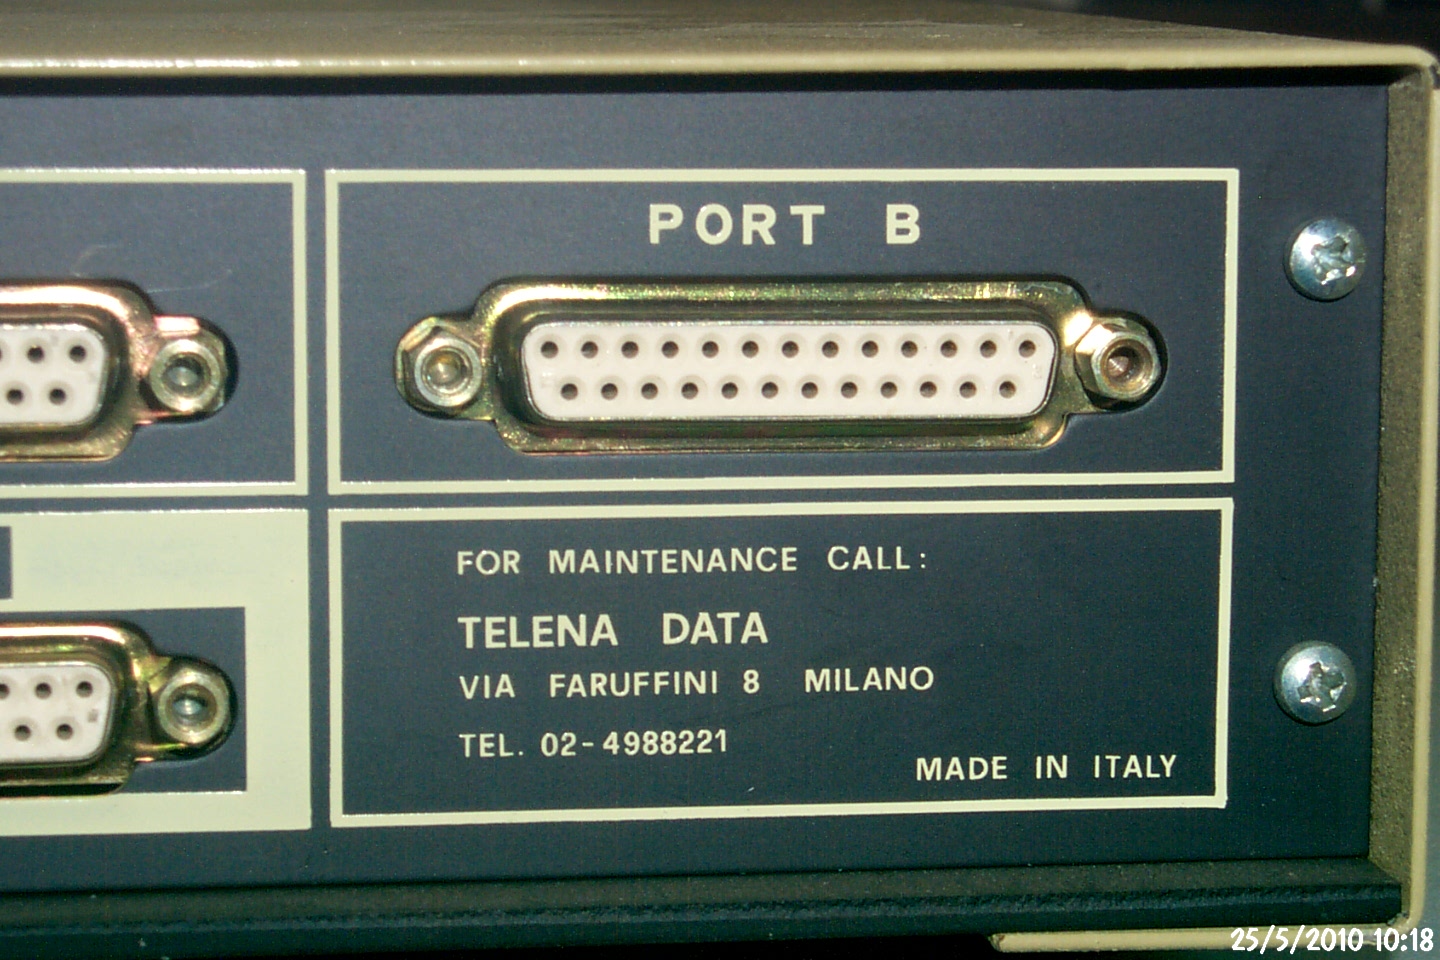 PORT B
FOR MAINTENANCE CALL:
TELENA DATA
VIA FARUFFINI 8 MILANO
TEL. 02-4988221
MADE IN ITALY
25/5/2010 10:18